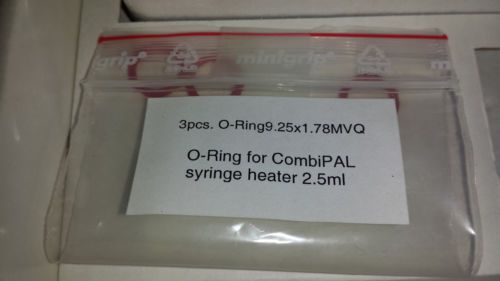 minigrip minigrip minigrip
3pcs. O-Ring9.25x1.78MVQ
O-Ring for CombiPAL
syringe heater 2.5ml